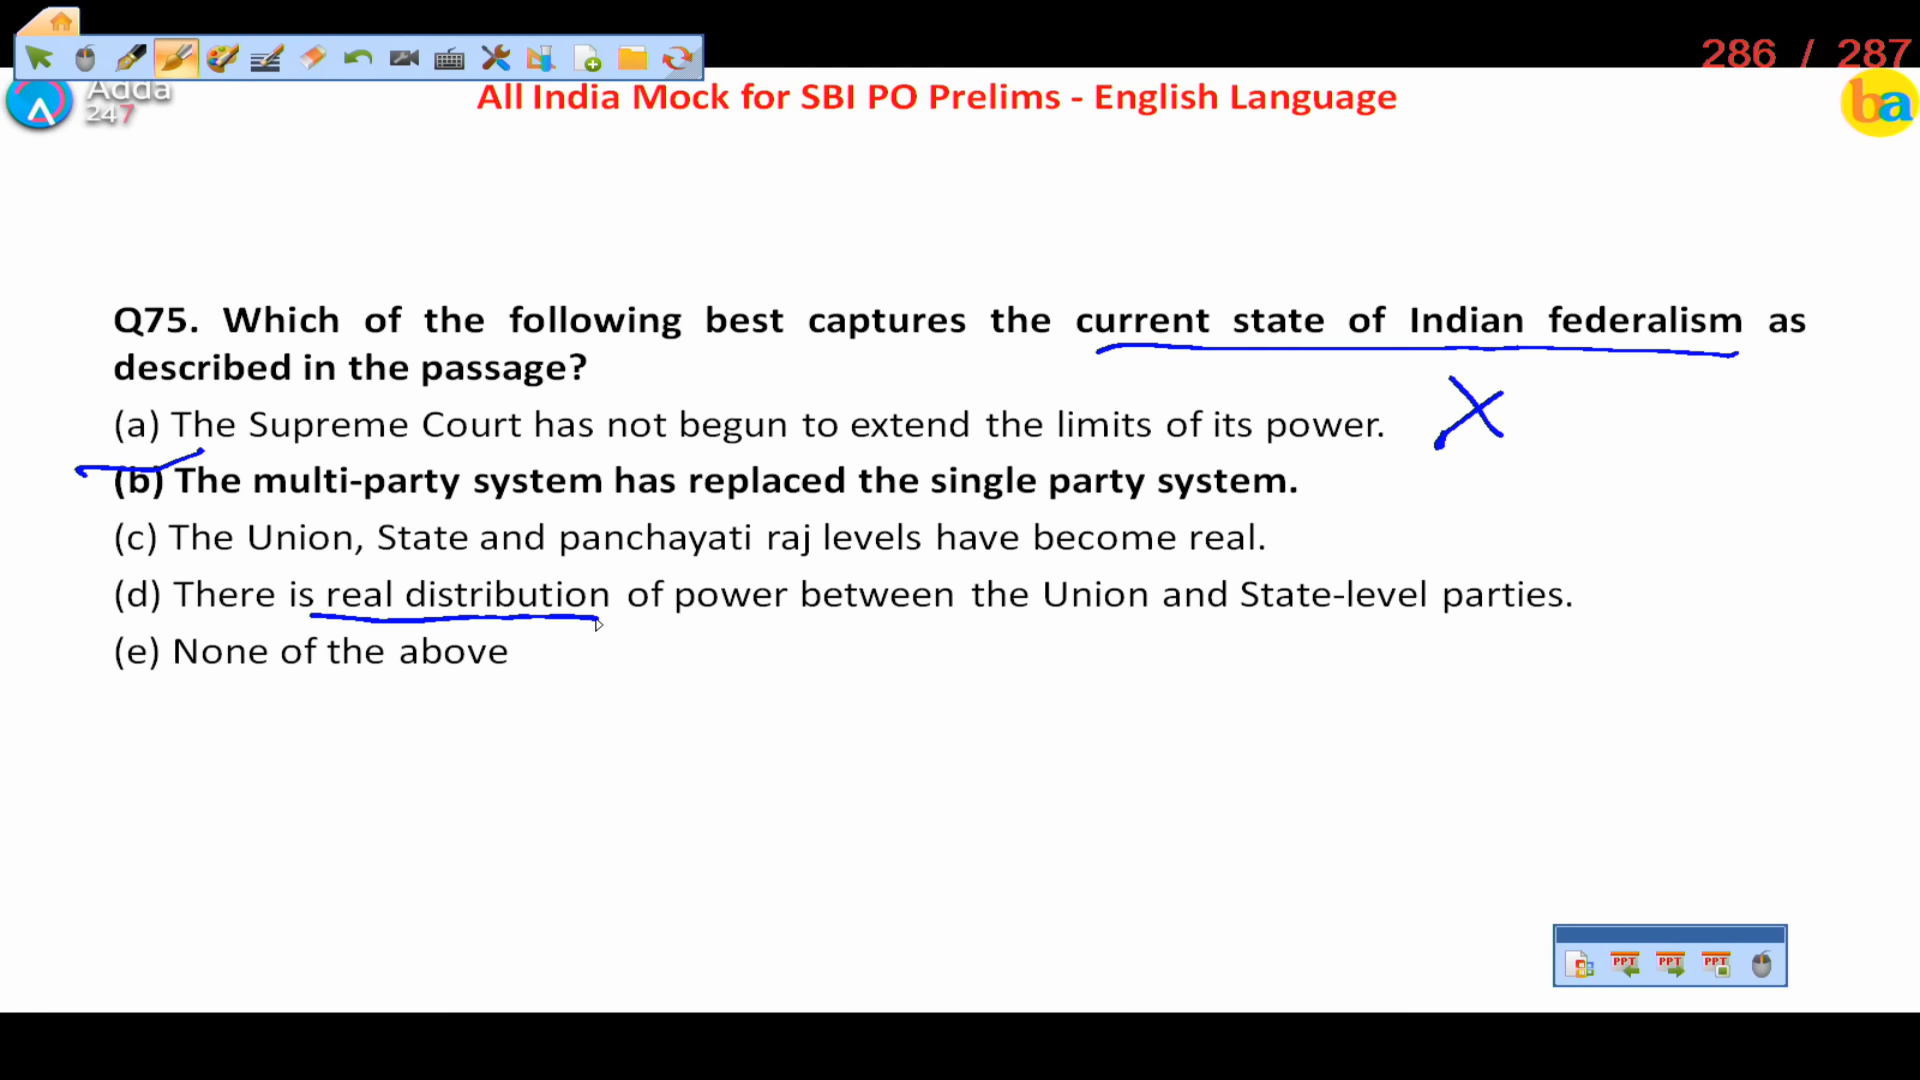 286 / 287
Adda
247
All India Mock for SBI PO Prelims - English Language
ba
Q75. Which of the following best captures the current state of Indian federalism as
described in the passage?
(a) The Supreme Court has not begun to extend the limits of its power.
(b) The multi-party system has replaced the single party system.
(c) The Union, State and panchayati raj levels have become real.
(d) There is real distribution of power between the Union and State-level parties.
(e) None of the above
PPT PPT PPT